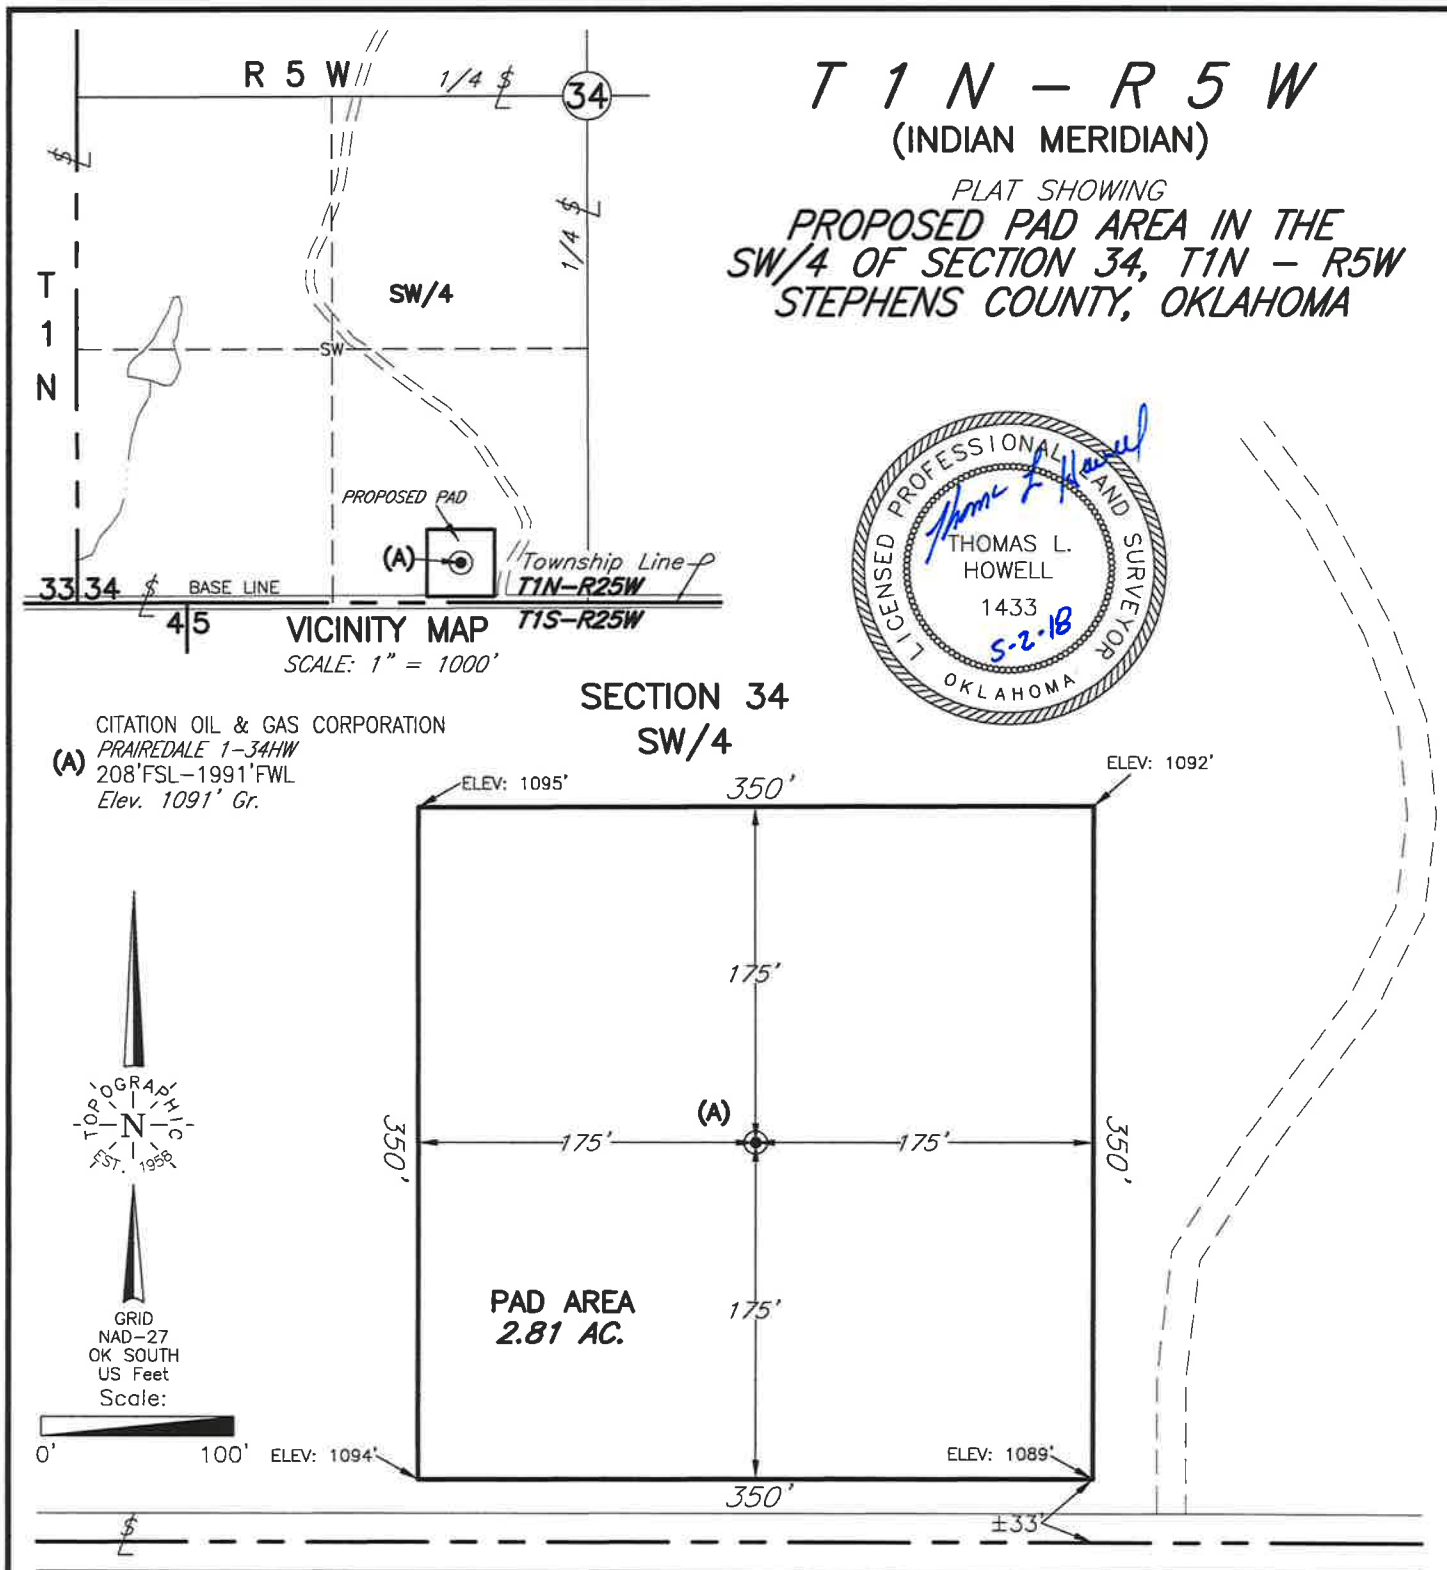 T 1 N – R 5 W
(INDIAN MERIDIAN)
PLAT SHOWING
PROPOSED PAD AREA IN THE
SW/4 OF SECTION 34, T1N – R5W
STEPHENS COUNTY, OKLAHOMA
R 5 W
1/4 S/L
34
S/L
1/4 S/L
T
1
N
SW/4
SW
PROPOSED PAD
(A)
Township Line
T1N–R25W
T1S–R25W
33 34
S/L
BASE LINE
4 5
VICINITY MAP
SCALE: 1" = 1000'
LICENSED PROFESSIONAL LAND SURVEYOR
Thomas L Howell
THOMAS L.
HOWELL
1433
5-2-18
OKLAHOMA
SECTION 34
SW/4
(A)
CITATION OIL & GAS CORPORATION
PRAIREDALE 1–34HW
208'FSL–1991'FWL
Elev. 1091' Gr.
ELEV: 1095'
350'
ELEV: 1092'
175'
(A)
350'
175'
175'
350'
175'
PAD AREA
2.81 AC.
TOPOGRAPHIC
N
EST. 1958
GRID
NAD–27
OK SOUTH
US Feet
Scale:
0' 100'
ELEV: 1094'
ELEV: 1089'
350'
±33'
S/L